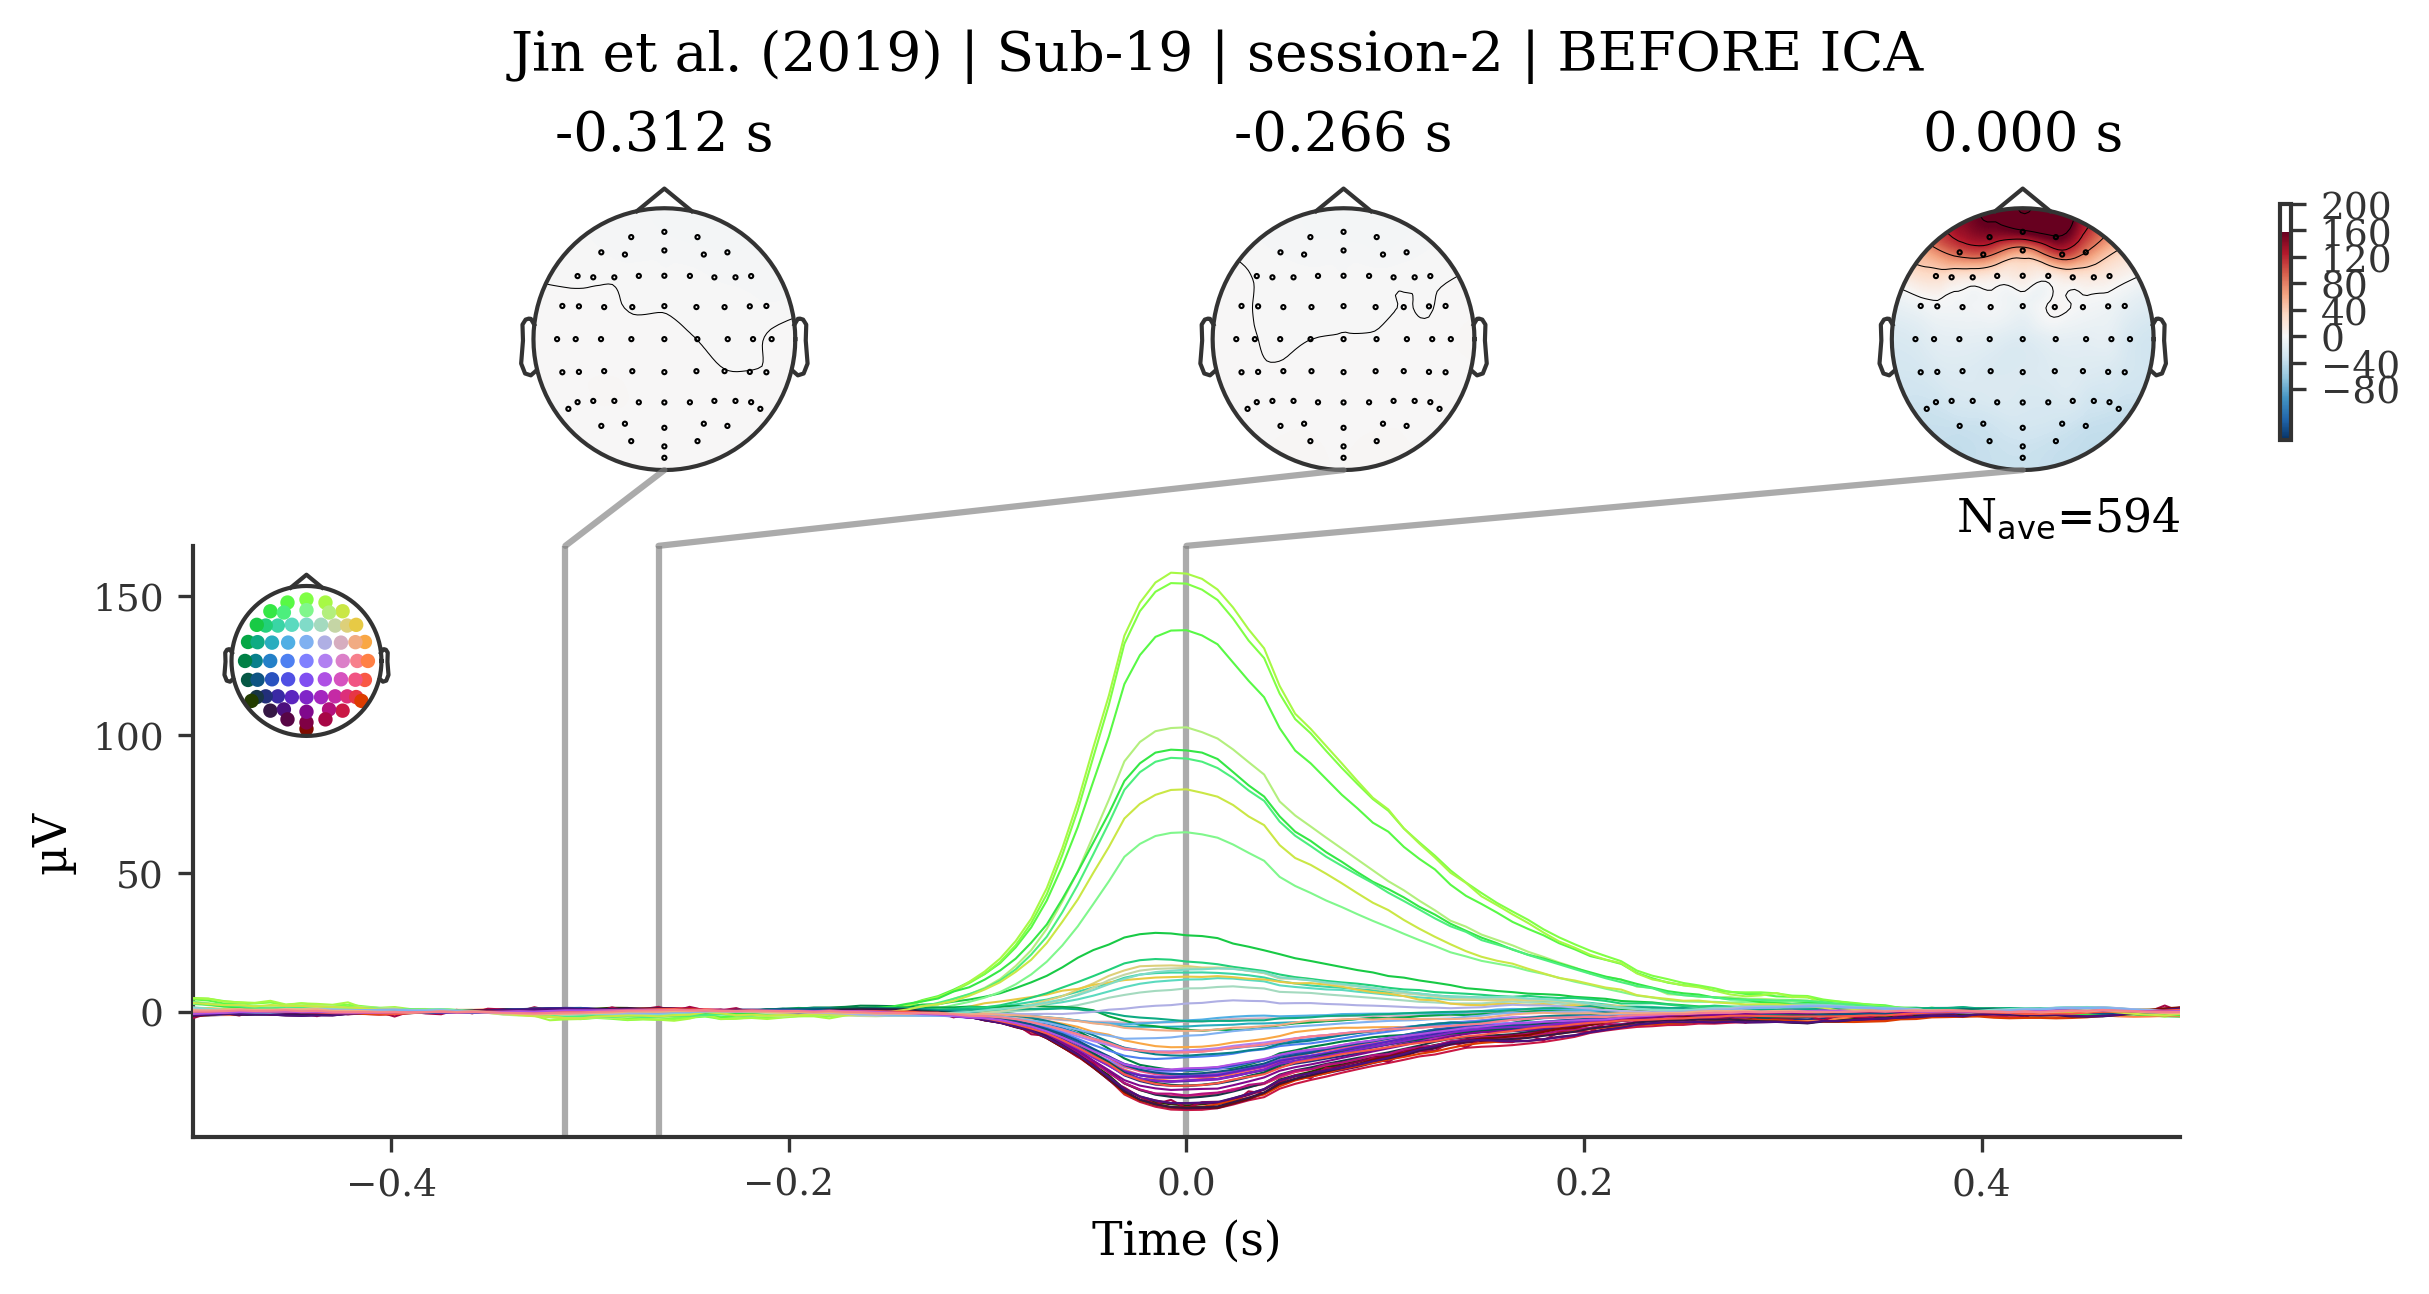 Jin et al. (2019) | Sub-19 | session-2 | BEFORE ICA
-0.312 s
-0.266 s
0.000 s
200
160
120
80
40
0
−40
−80
Nave=594
150
100
50
0
µV
−0.4
−0.2
0.0
0.2
0.4
Time (s)